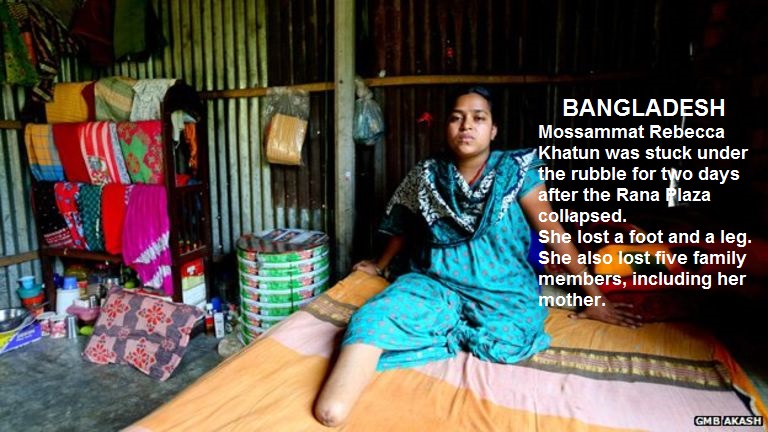 BANGLADESH
Mossammat Rebecca
Khatun was stuck under
the rubble for two days
after the Rana Plaza
collapsed.
She lost a foot and a leg.
She also lost five family
members, including her
mother.
GMB AKASH